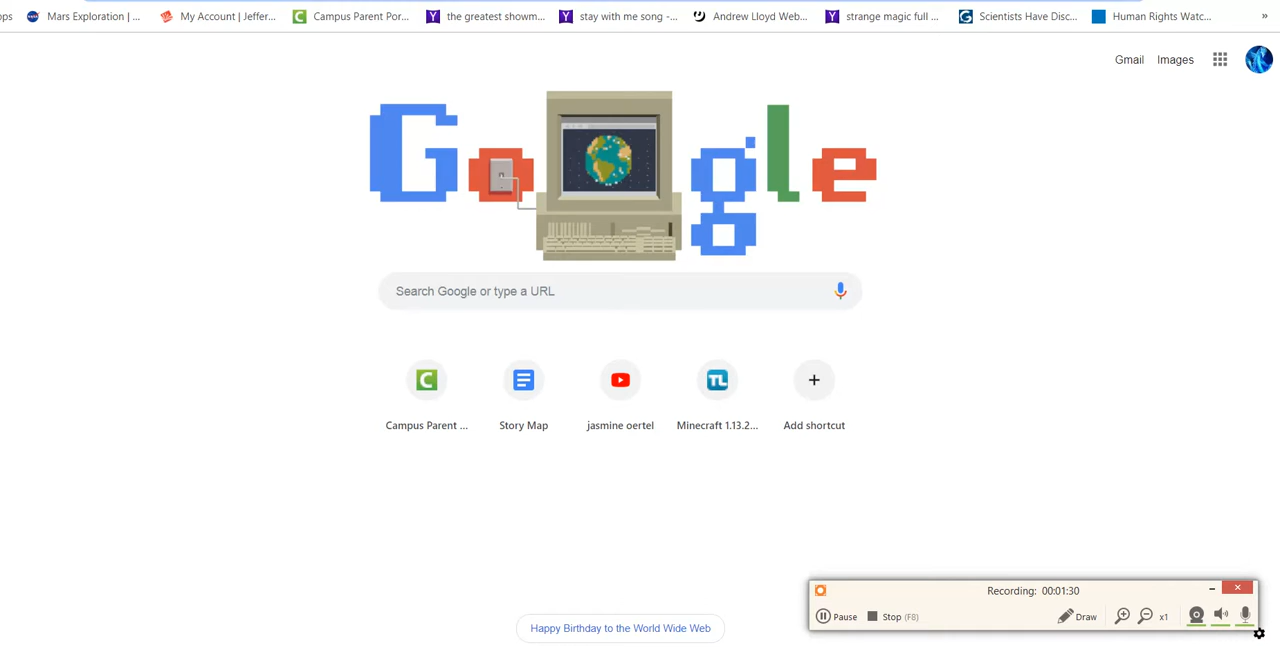 ps Mars Exploration | ... My Account | Jeffer... Campus Parent Por... the greatest showm... stay with me song -... Andrew Lloyd Web... strange magic full ... Scientists Have Disc... Human Rights Watc... »
Gmail Images
Google
Search Google or type a URL
Campus Parent ... Story Map jasmine oertel Minecraft 1.13.2... Add shortcut
Recording: 00:01:30
Pause Stop (F8) Draw x1
Happy Birthday to the World Wide Web